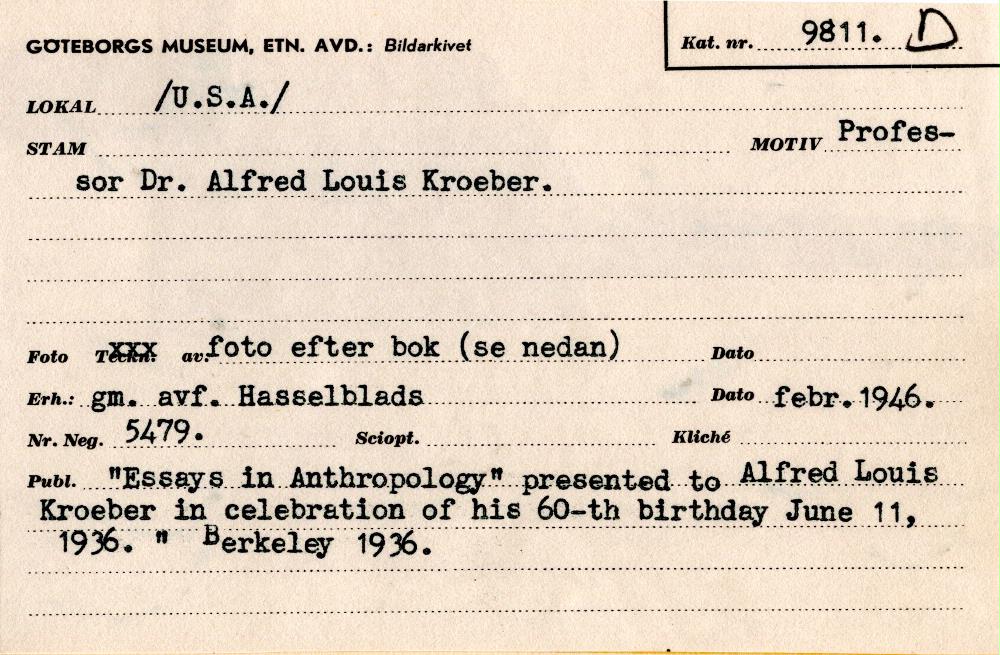 GÖTEBORGS MUSEUM, ETN. AVD.: Bildarkivet
Kat. nr. 9811. D
LOKAL /U.S.A./
STAM MOTIV Profes-
sor Dr. Alfred Louis Kroeber.
Foto Teckn. xxx av: foto efter bok (se nedan) Dato
Erh.: gm. avf. Hasselblads Dato febr. 1946.
Nr. Neg. 5479. Sciopt. Kliché
Publ. "Essays in Anthropology" presented to Alfred Louis
Kroeber in celebration of his 60-th birthday June 11,
1936. " Berkeley 1936.